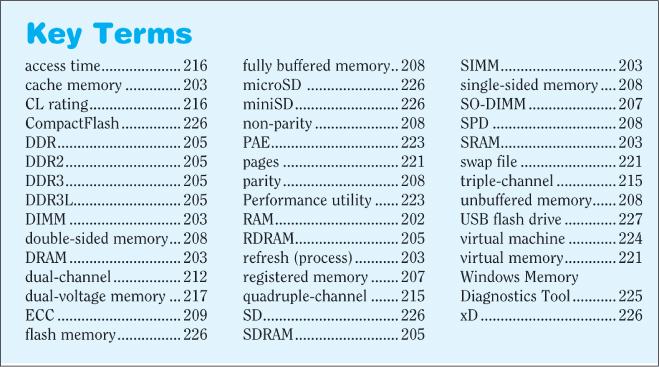 Key Terms
access time....................216
cache memory .............203
CL rating......................216
CompactFlash..............226
DDR.............................205
DDR2...........................205
DDR3...........................205
DDR3L.........................205
DIMM .........................203
double-sided memory...208
DRAM..........................203
dual-channel ................212
dual-voltage memory ...217
ECC .............................209
flash memory................226
fully buffered memory..208
microSD .....................226
miniSD.........................226
non-parity ...................208
PAE..............................223
pages ...........................221
parity............................208
Performance utility ......223
RAM.............................202
RDRAM........................205
refresh (process)...........203
registered memory .......207
quadruple-channel .......215
SD................................226
SDRAM........................205
SIMM...........................203
single-sided memory ....208
SO-DIMM....................207
SPD .............................208
SRAM...........................203
swap file ......................221
triple-channel ..............215
unbuffered memory......208
USB flash drive ............227
virtual machine ............224
virtual memory.............221
Windows Memory
Diagnostics Tool...........225
xD................................226